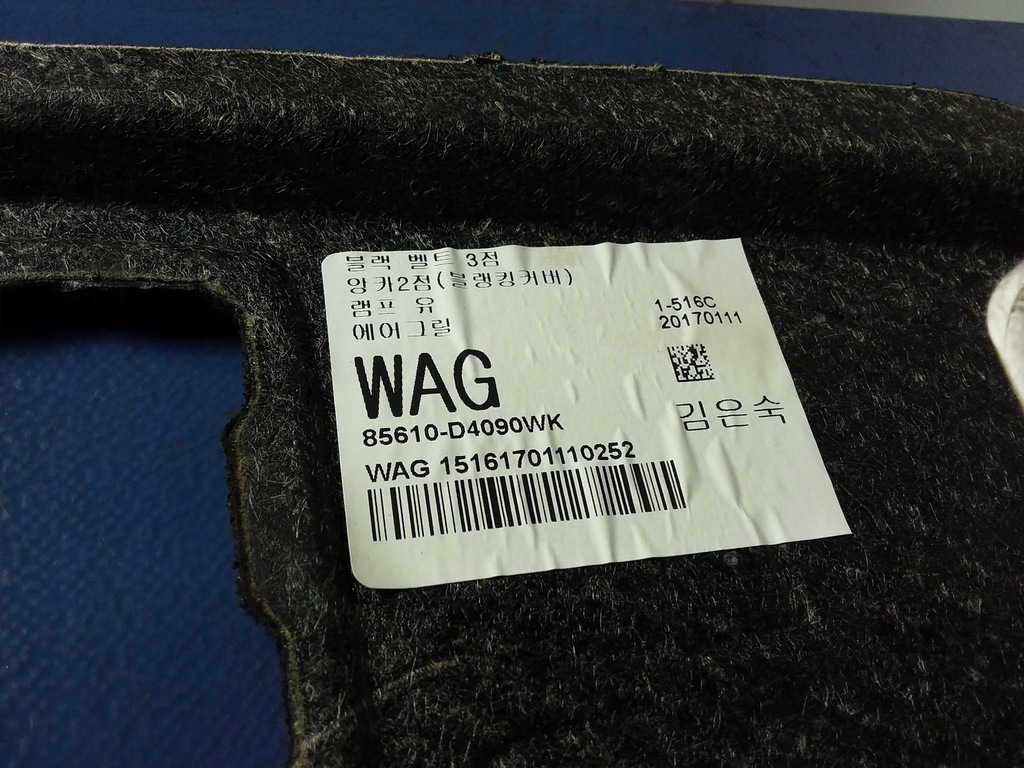 블랙 벨트 3점
앙카2점(블랭킹커버)
램프 유
에어그릴
1-516C
20170111
WAG
김은숙
85610-D4090WK
WAG 15161701110252